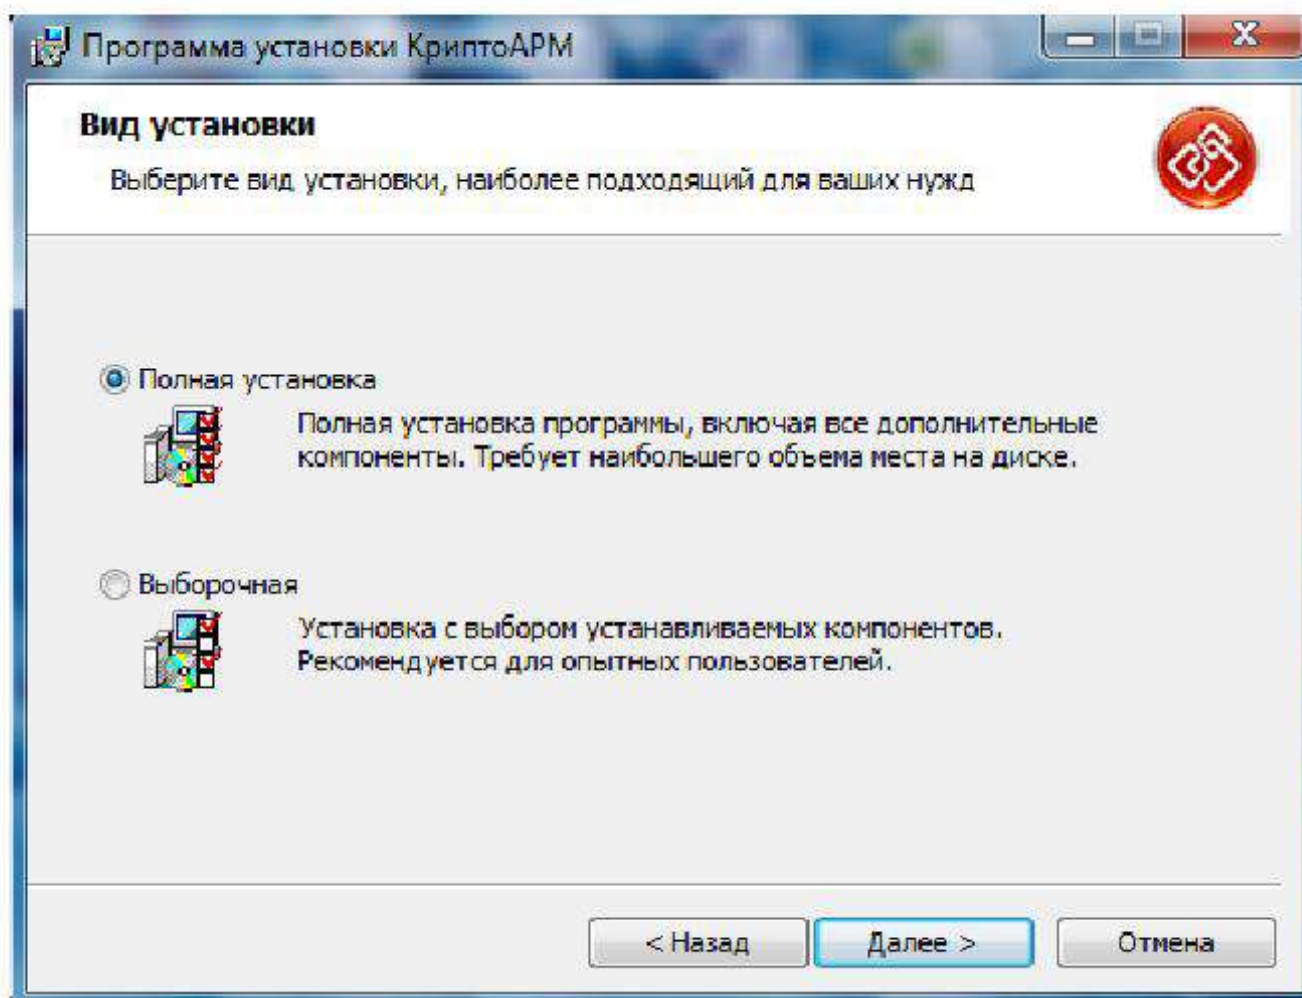 Программа установки КриптоАРМ
Вид установки
Выберите вид установки, наиболее подходящий для ваших нужд
Полная установка
Полная установка программы, включая все дополнительные
компоненты. Требует наибольшего объема места на диске.
Выборочная
Установка с выбором устанавливаемых компонентов.
Рекомендуется для опытных пользователей.
< Назад
Далее >
Отмена